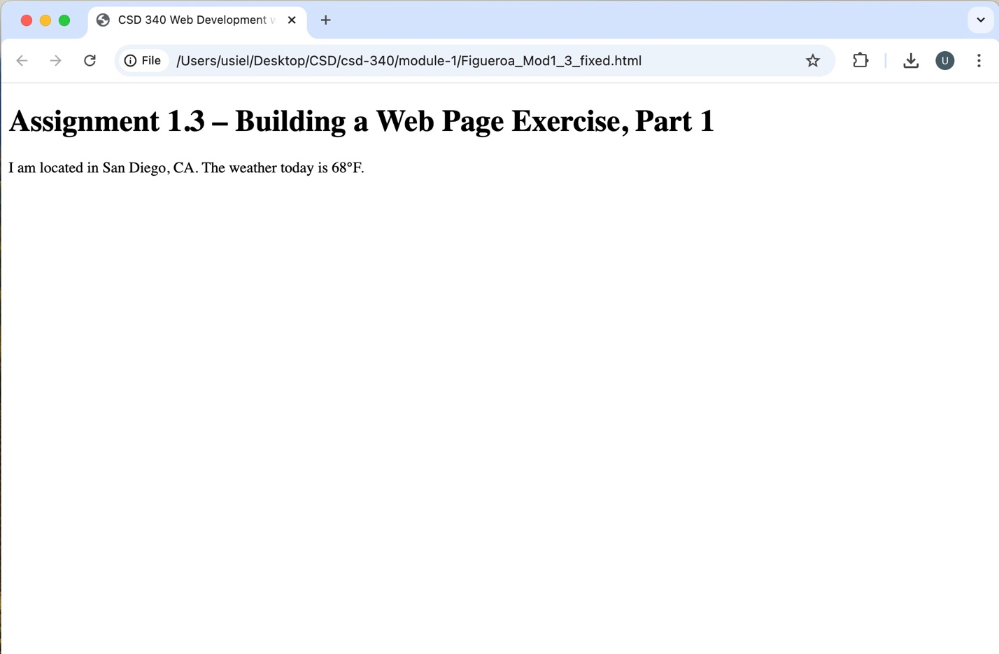 CSD 340 Web Development
File /Users/usiel/Desktop/CSD/csd-340/module-1/Figueroa_Mod1_3_fixed.html
U
Assignment 1.3 – Building a Web Page Exercise, Part 1
I am located in San Diego, CA. The weather today is 68°F.